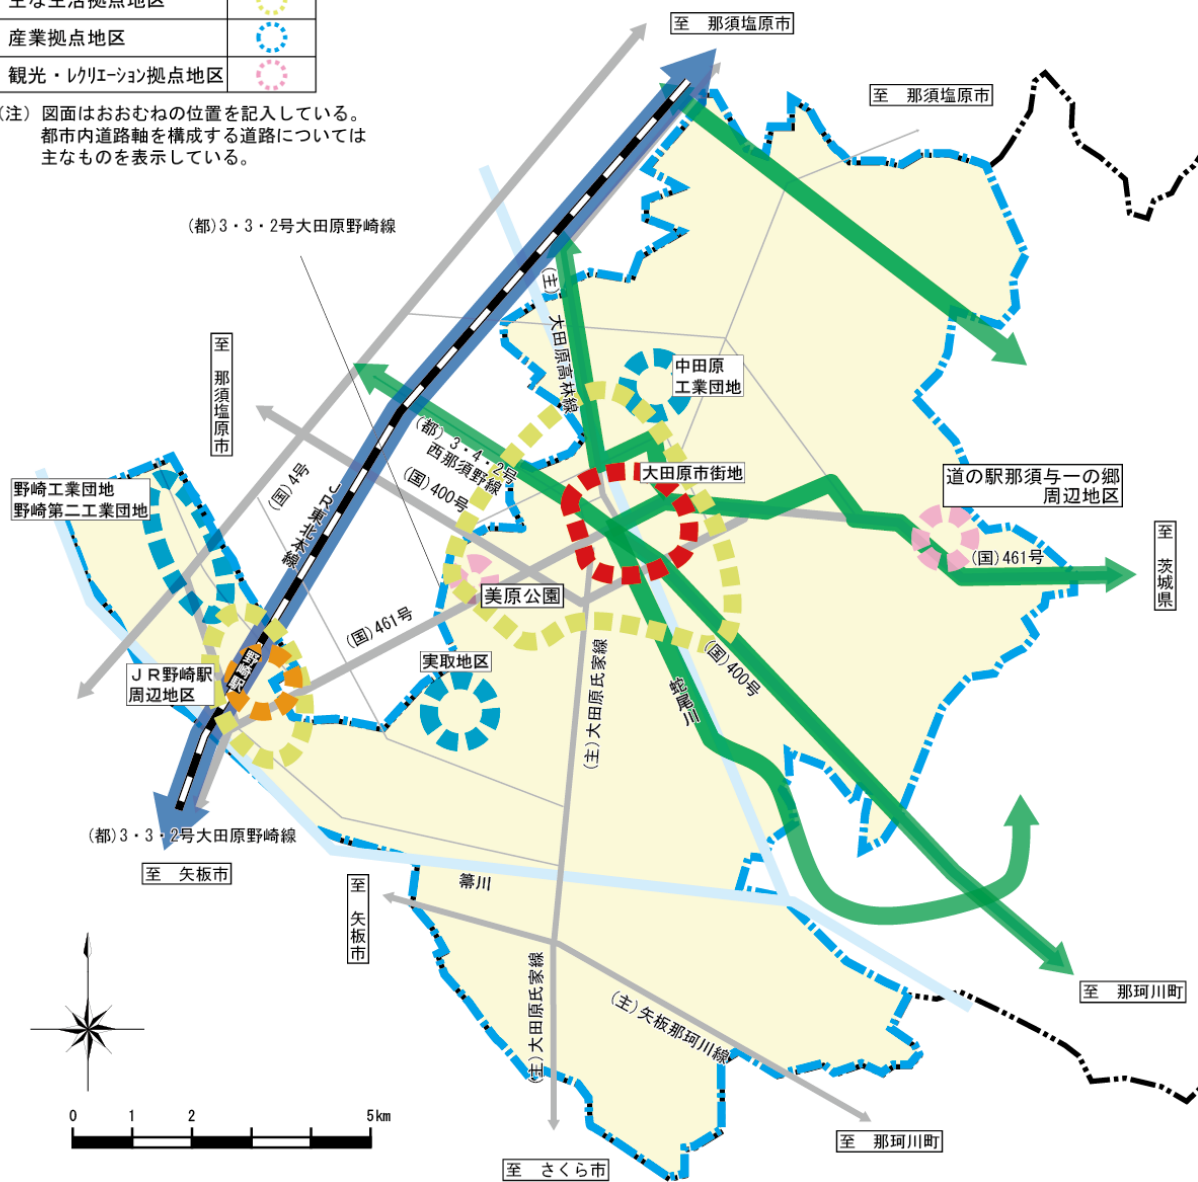 主な生活拠点地区
産業拠点地区
観光・ﾚｸﾘｴｰｼｮﾝ拠点地区
(注) 図面はおおむねの位置を記入している。
都市内道路軸を構成する道路については
主なものを表示している。
至 那須塩原市
至 那須塩原市
(都)3・3・2号大田原野崎線
至 那須塩原市
(主) 大田原高林線
中田原
工業団地
(都) 3・4・2号
西那須野線
(国)400号
(国)4号
JR東北本線
大田原市街地
道の駅那須与一の郷
周辺地区
野崎工業団地
野崎第二工業団地
(国)461号
至 茨城県
美原公園
(国)461号
野崎駅
JR野崎駅
周辺地区
実取地区
(主)大田原氏家線
蛇尾川
(国)400号
(都)3・3・2号大田原野崎線
至 矢板市
至 矢板市
箒川
(主)大田原氏家線
(主)矢板那珂川線
至 那珂川町
至 那珂川町
至 さくら市
0 1 2 5km